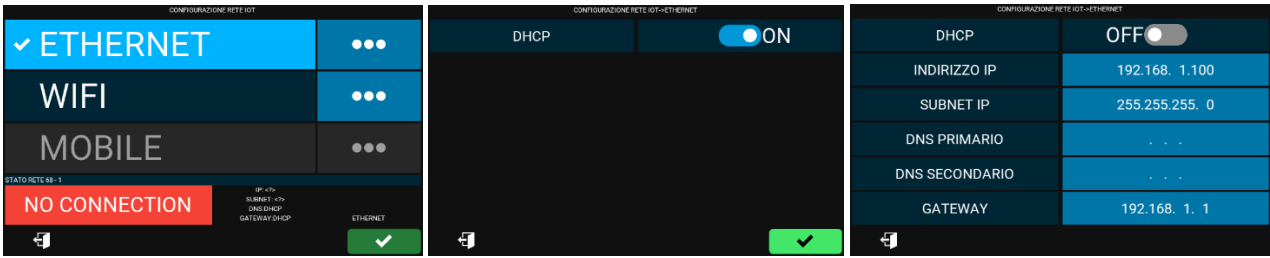 CONFIGURAZIONE RETE IOT
ETHERNET
WIFI
MOBILE
STATO RETE 68 - 1
NO CONNECTION
IP: <?>
SUBNET: <?>
DNS:DHCP
GATEWAY:DHCP
ETHERNET
CONFIGURAZIONE RETE IOT->ETHERNET
DHCP ON
CONFIGURAZIONE RETE IOT->ETHERNET
DHCP OFF
INDIRIZZO IP 192.168. 1.100
SUBNET IP 255.255.255. 0
DNS PRIMARIO . . .
DNS SECONDARIO . . .
GATEWAY 192.168. 1. 1